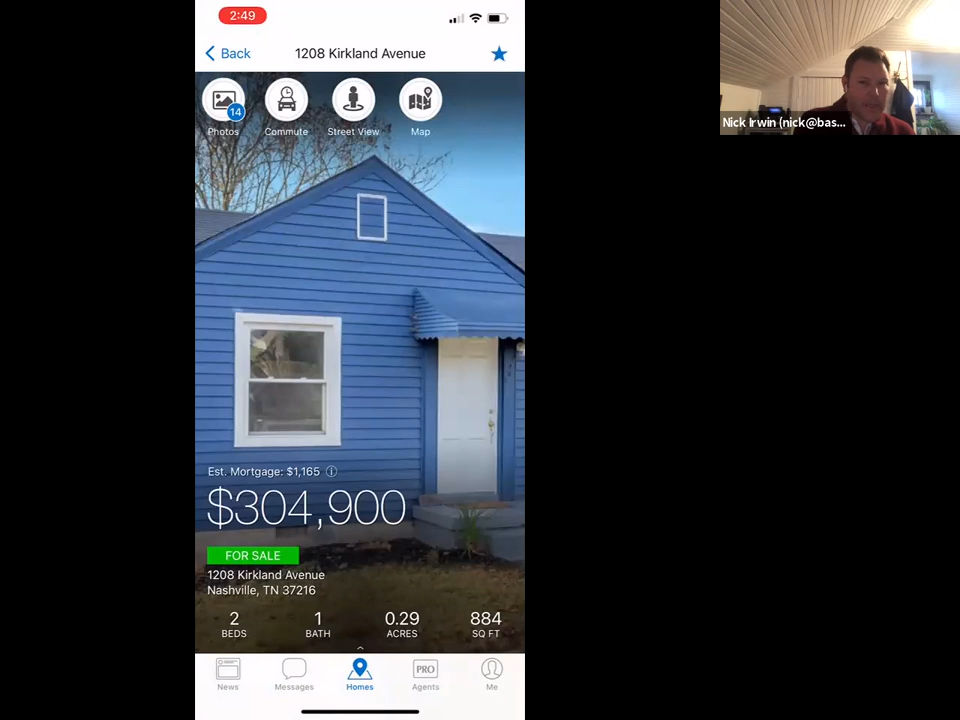 2:49
Back
1208 Kirkland Avenue
14
Photos
Commute
Street View
Map
Nick Irwin (nick@bas...
Est. Mortgage: $1,165
$304,900
FOR SALE
1208 Kirkland Avenue
Nashville, TN 37216
2
BEDS
1
BATH
0.29
ACRES
884
SQ FT
News
Messages
Homes
PRO
Agents
Me